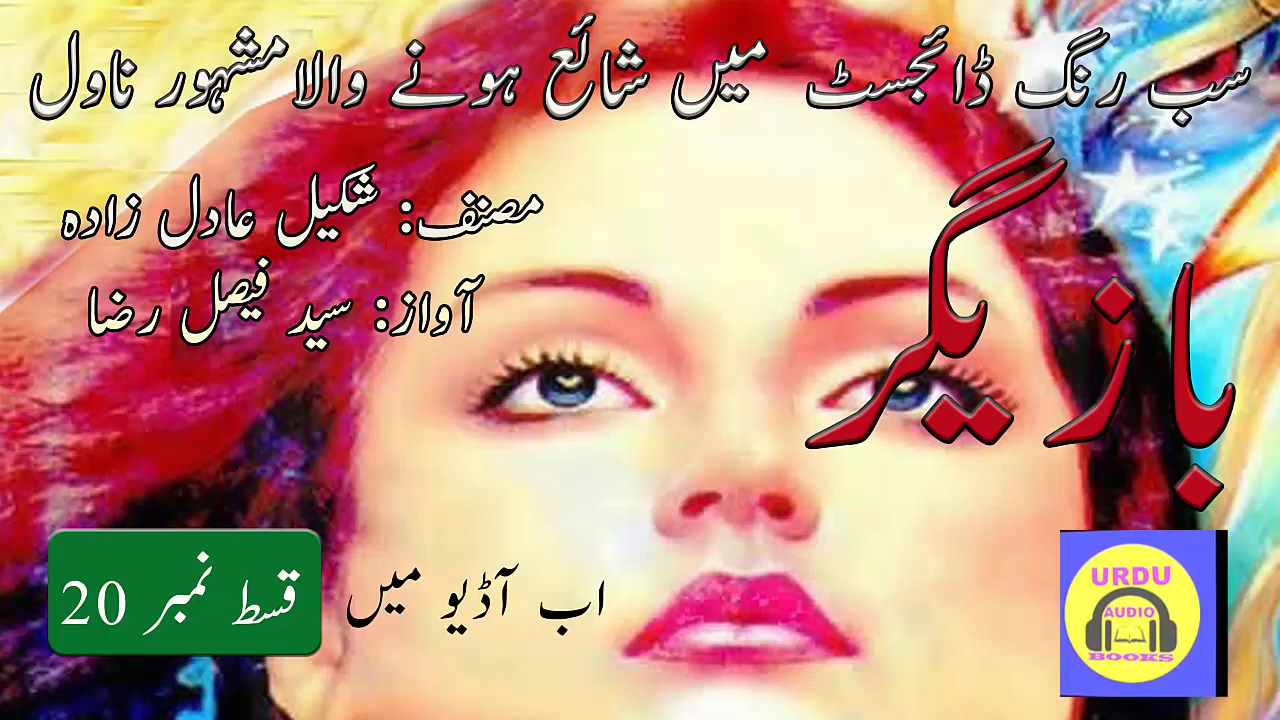 سب رنگ ڈائجسٹ میں شائع ہونے والا مشہور ناول
بازیگر
مصنف: شکیل عادل زادہ
آواز: سید فیصل رضا
اب آڈیو میں
قسط نمبر 20
URDU
AUDIO
BOOKS